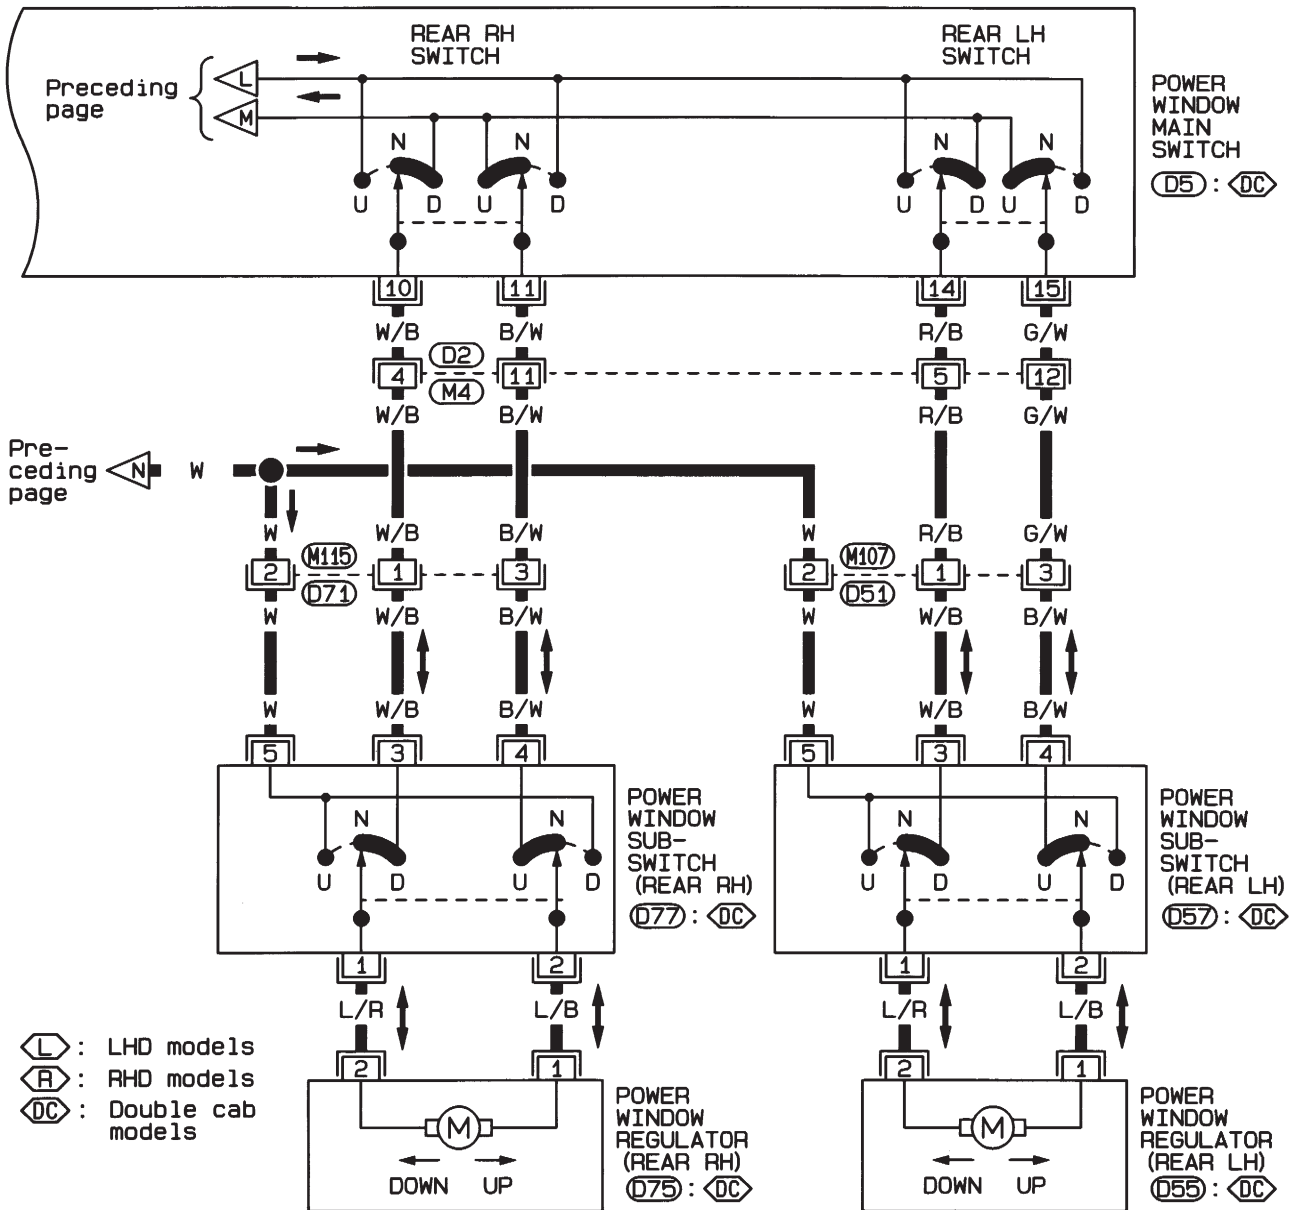 REAR RH
SWITCH
REAR LH
SWITCH
Preceding
page
L
M
POWER
WINDOW
MAIN
SWITCH
D5 : DC
N N N N
U D U D U D U D
10 11 14 15
W/B B/W R/B G/W
D2
4 11 5 12
M4
W/B B/W R/B G/W
Pre-
ceding
page
N W
W W/B B/W W R/B G/W
M115 M107
2 1 3 2 1 3
D71 D51
W W/B B/W W W/B B/W
W W/B B/W W W/B B/W
5 3 4 5 3 4
N N N N
U D U D U D U D
POWER
WINDOW
SUB-
SWITCH
(REAR RH)
D77 : DC
POWER
WINDOW
SUB-
SWITCH
(REAR LH)
D57 : DC
1 2 1 2
L/R L/B L/R L/B
2 1 2 1
L : LHD models
R : RHD models
DC : Double cab
models
M
DOWN UP
POWER
WINDOW
REGULATOR
(REAR RH)
D75 : DC
M
DOWN UP
POWER
WINDOW
REGULATOR
(REAR LH)
D55 : DC